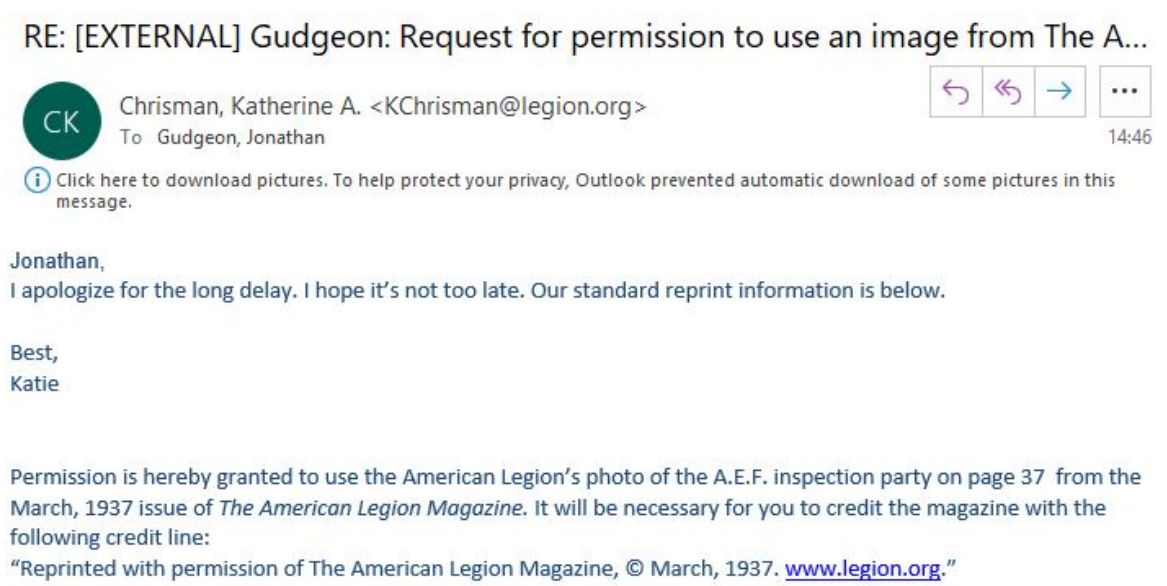 RE: [EXTERNAL] Gudgeon: Request for permission to use an image from The A...
CK
Chrisman, Katherine A. <KChrisman@legion.org>
To Gudgeon, Jonathan
14:46
Click here to download pictures. To help protect your privacy, Outlook prevented automatic download of some pictures in this
message.
Jonathan,
I apologize for the long delay. I hope it's not too late. Our standard reprint information is below.
Best,
Katie
Permission is hereby granted to use the American Legion's photo of the A.E.F. inspection party on page 37 from the
March, 1937 issue of The American Legion Magazine. It will be necessary for you to credit the magazine with the
following credit line:
“Reprinted with permission of The American Legion Magazine, © March, 1937. www.legion.org.”